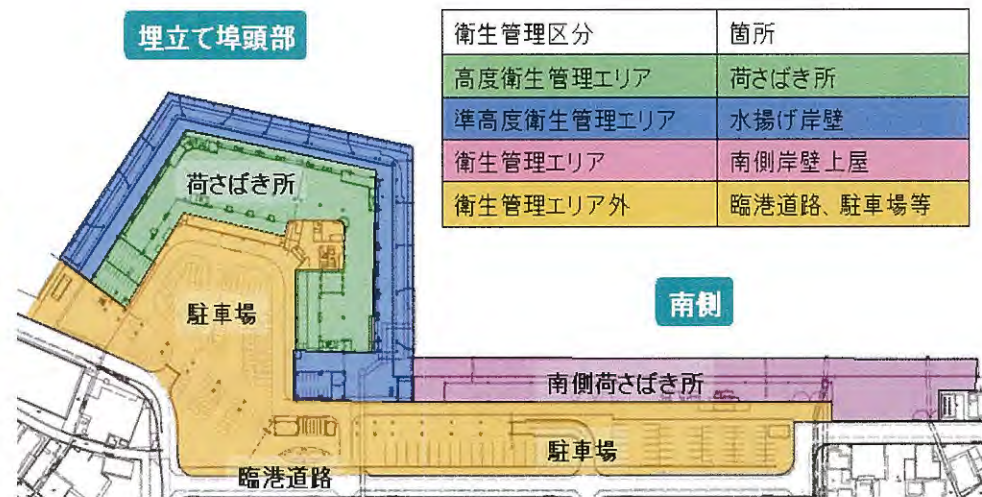 埋立て埠頭部
衛生管理区分 箇所
高度衛生管理エリア 荷さばき所
準高度衛生管理エリア 水揚げ岸壁
衛生管理エリア 南側岸壁上屋
衛生管理エリア外 臨港道路、駐車場等
荷さばき所
駐車場
南側
南側荷さばき所
駐車場
臨港道路